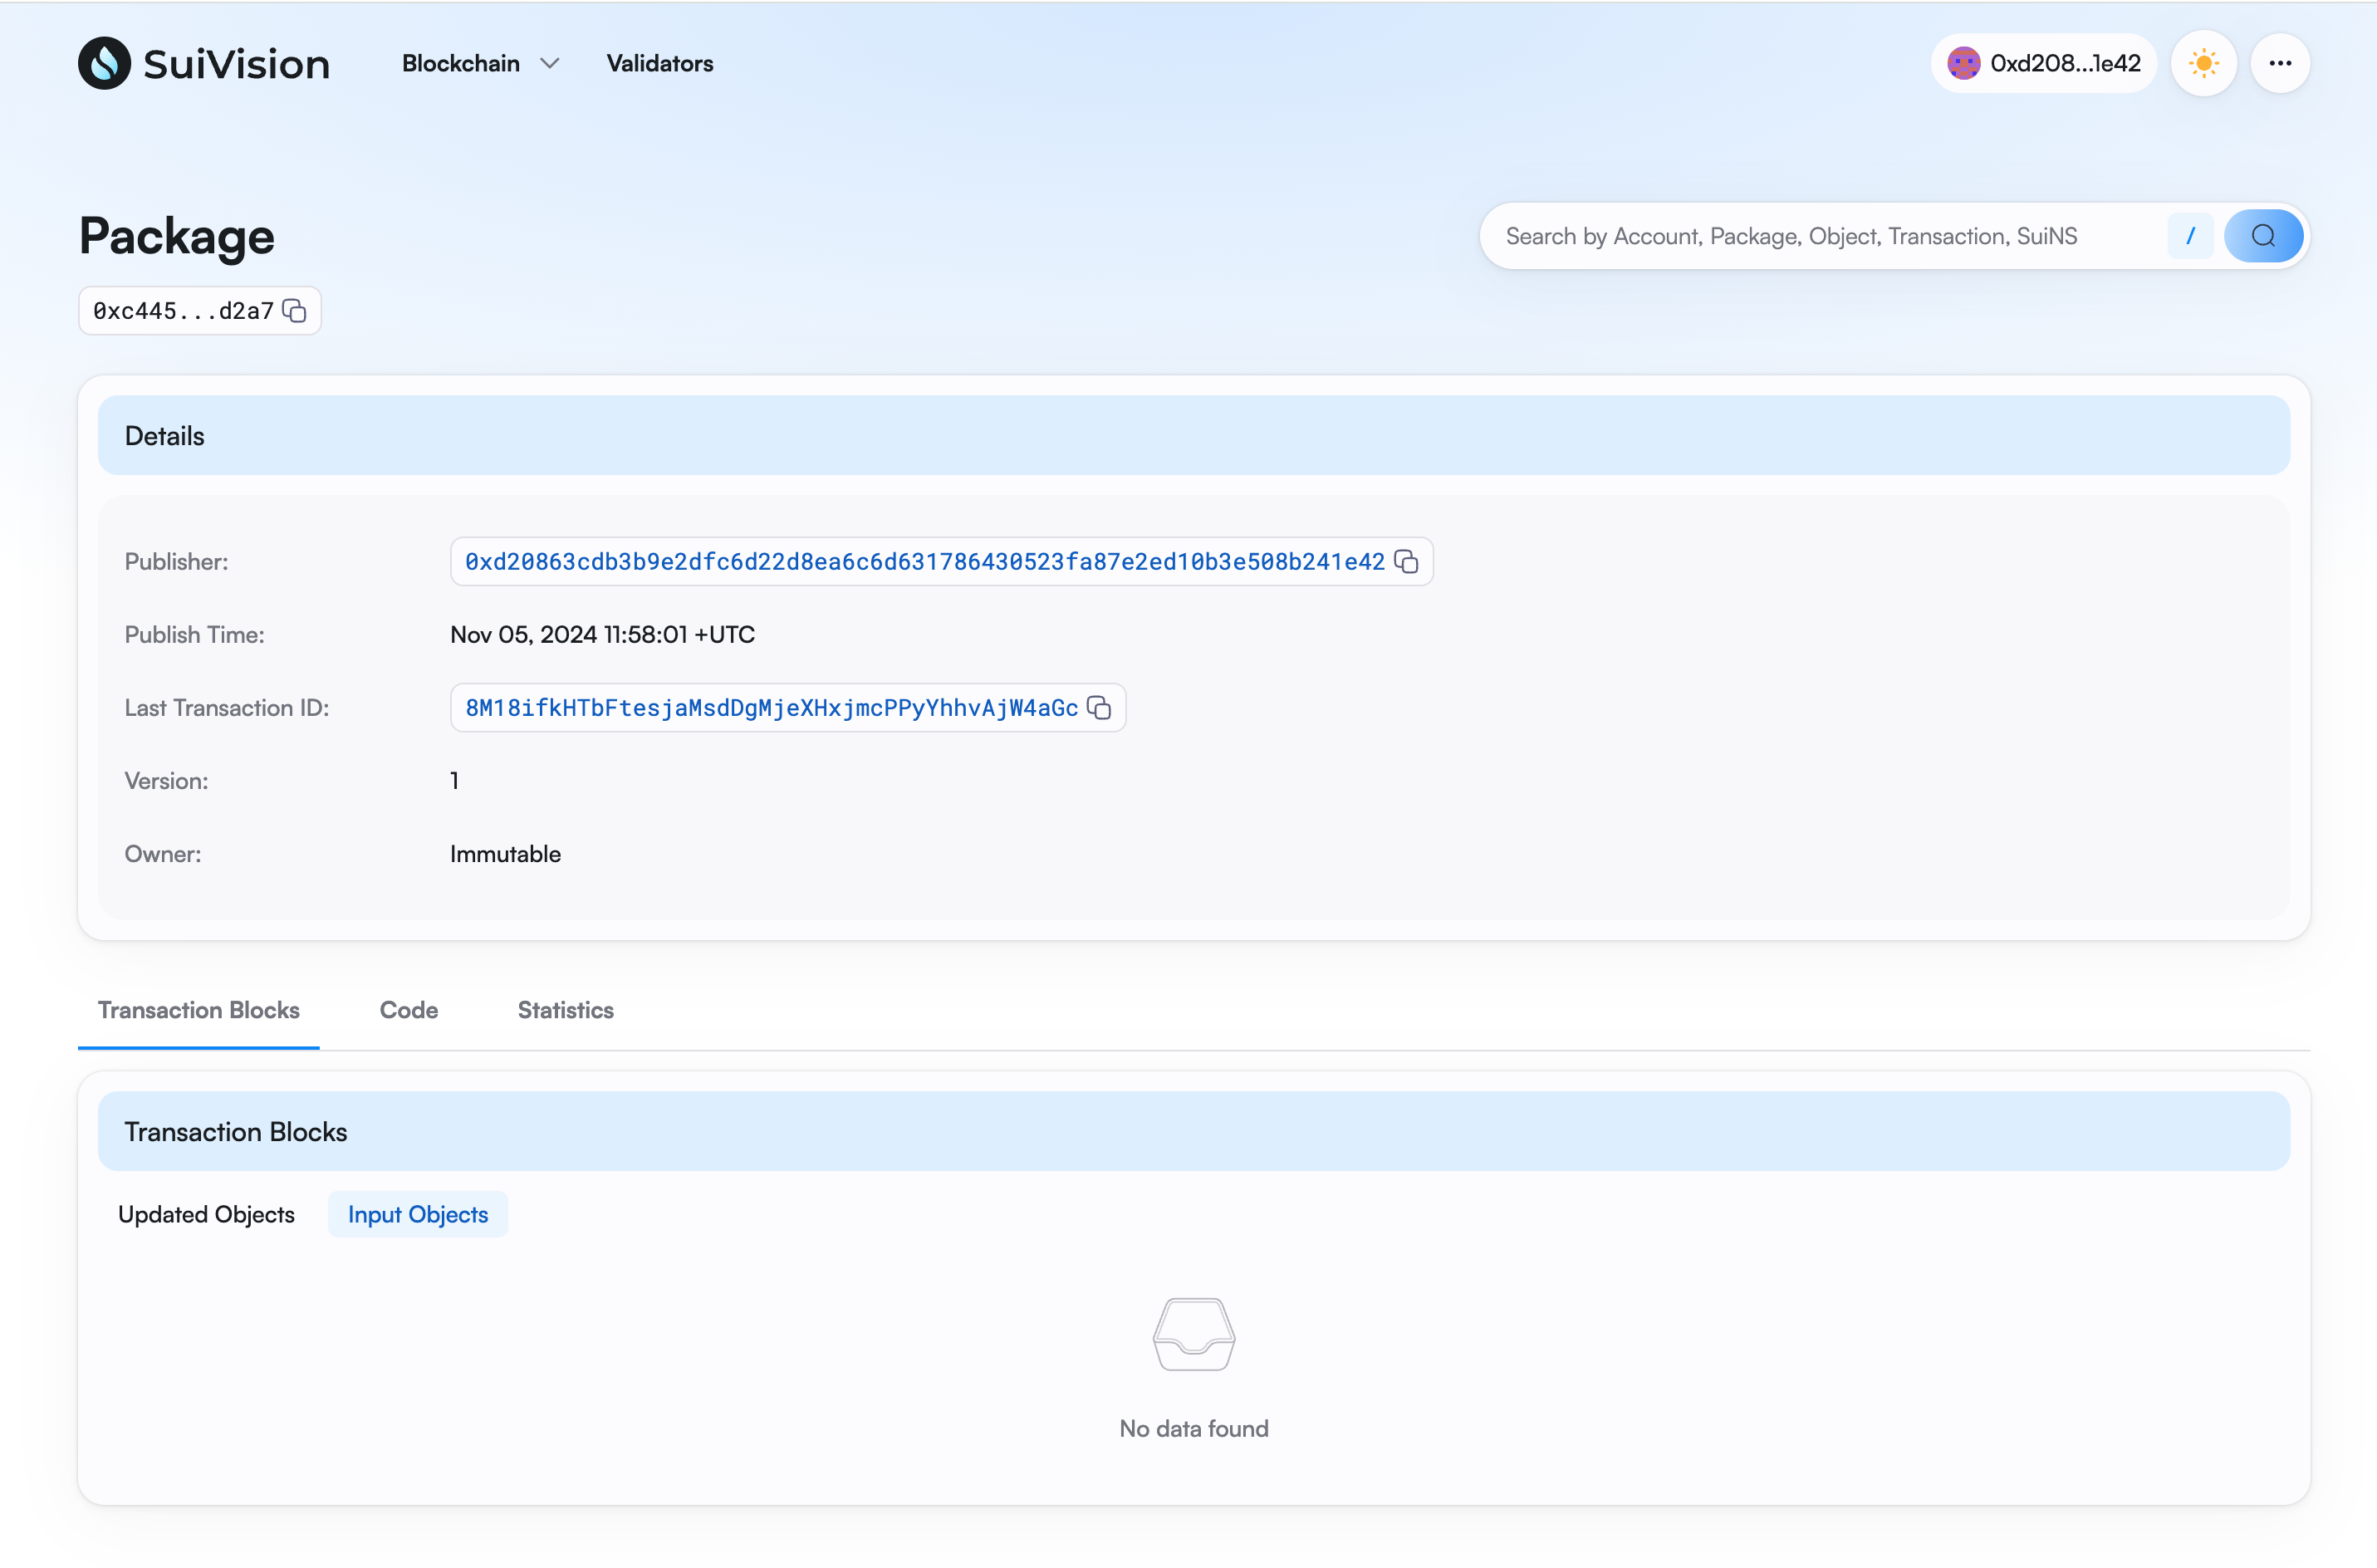 SuiVision
Blockchain
Validators
0xd208...1e42
Package
Search by Account, Package, Object, Transaction, SuiNS
/
0xc445...d2a7
Details
Publisher:
0xd20863cdb3b9e2dfc6d22d8ea6c6d631786430523fa87e2ed10b3e508b241e42
Publish Time:
Nov 05, 2024 11:58:01 +UTC
Last Transaction ID:
8M18ifkHTbFtesjaMsdDgMjeXHxjmcPPyYhhvAjW4aGc
Version:
1
Owner:
Immutable
Transaction Blocks
Code
Statistics
Transaction Blocks
Updated Objects
Input Objects
No data found